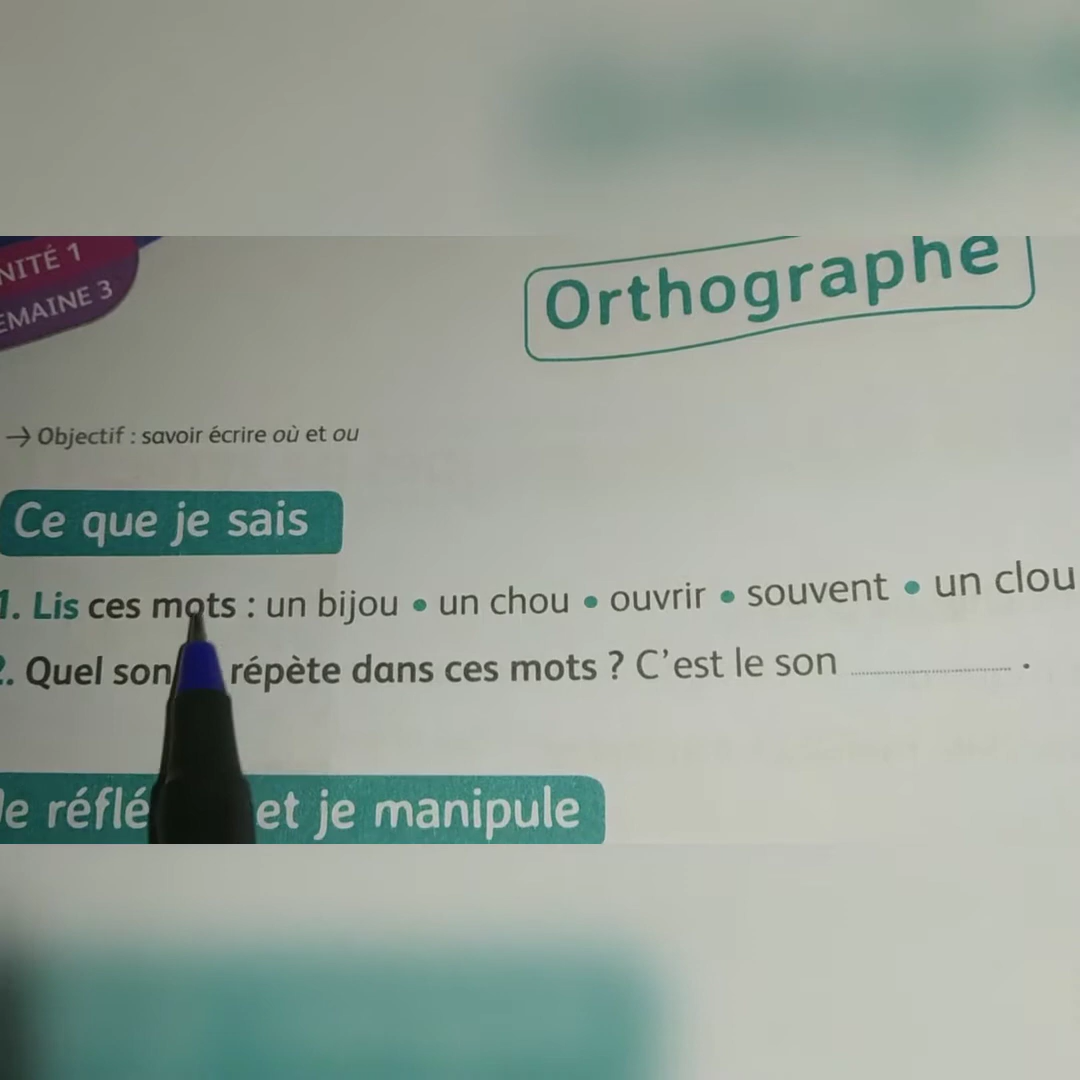 NITÉ 1
EMAINE 3
Orthographe
→ Objectif : savoir écrire où et ou
Ce que je sais
1. Lis ces mots : un bijou • un chou • ouvrir • souvent • un clou
2. Quel son répète dans ces mots ? C'est le son .................... .
Je réflé et je manipule